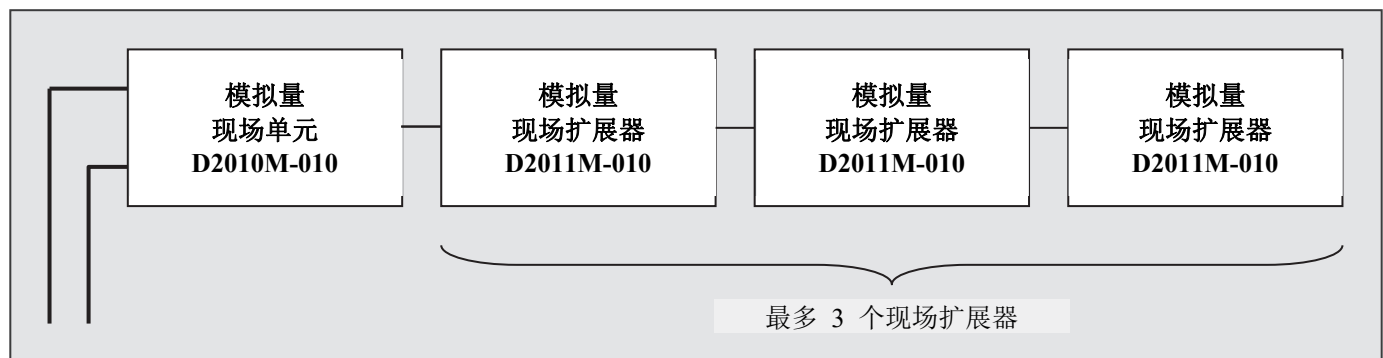 模拟量
现场单元
D2010M-010
模拟量
现场扩展器
D2011M-010
模拟量
现场扩展器
D2011M-010
模拟量
现场扩展器
D2011M-010
最多 3 个现场扩展器